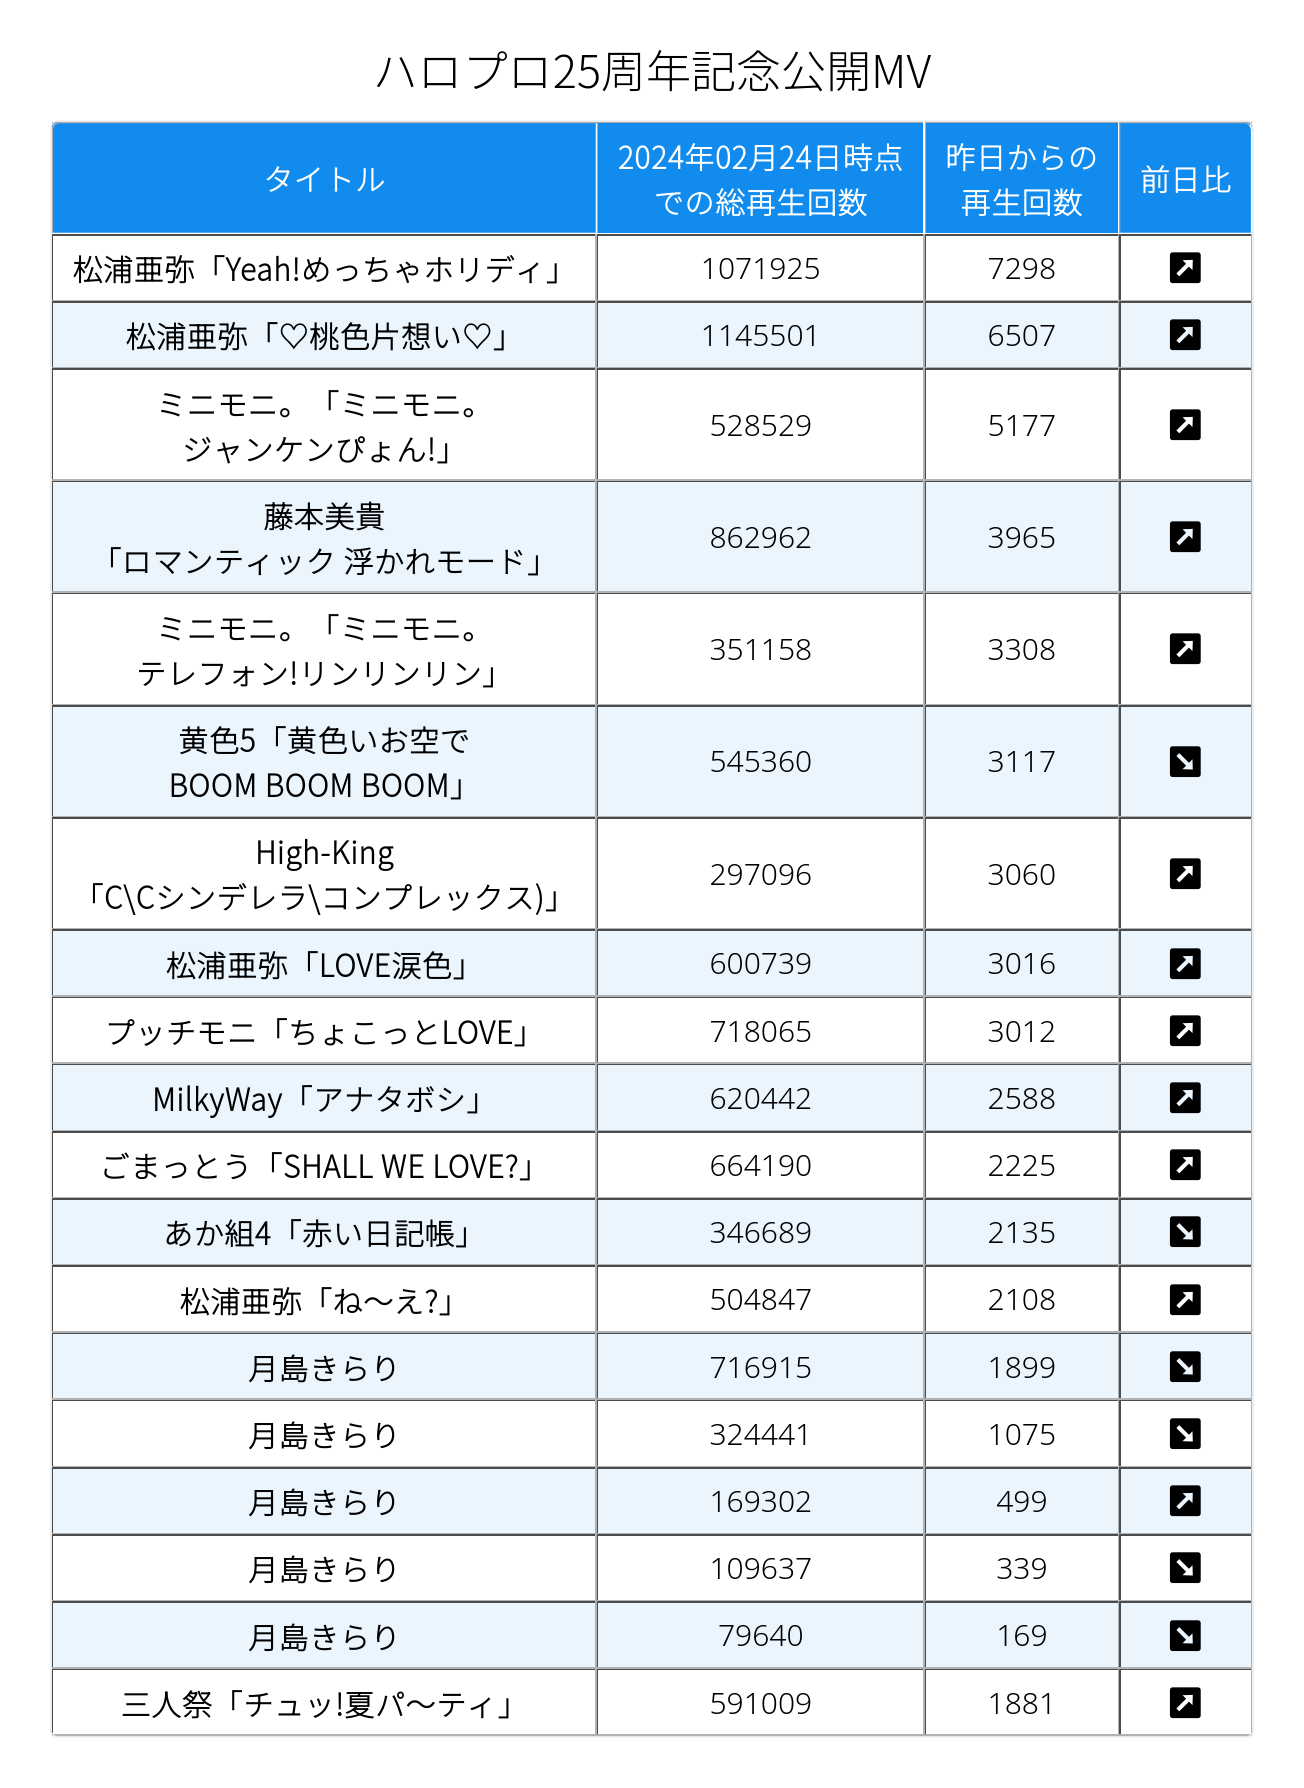 ハロプロ25周年記念公開MV
タイトル
2024年02月24日時点
での総再生回数
昨日からの
再生回数
前日比
松浦亜弥「Yeah!めっちゃホリディ」 1071925 7298
松浦亜弥「♡桃色片想い♡」 1145501 6507
ミニモニ。「ミニモニ。
ジャンケンぴょん!」 528529 5177
藤本美貴
「ロマンティック 浮かれモード」 862962 3965
ミニモニ。「ミニモニ。
テレフォン!リンリンリン」 351158 3308
黄色5「黄色いお空で
BOOM BOOM BOOM」 545360 3117
High-King
「C\Cシンデレラ\コンプレックス)」 297096 3060
松浦亜弥「LOVE涙色」 600739 3016
プッチモニ「ちょこっとLOVE」 718065 3012
MilkyWay「アナタボシ」 620442 2588
ごまっとう「SHALL WE LOVE?」 664190 2225
あか組4「赤い日記帳」 346689 2135
松浦亜弥「ね〜え?」 504847 2108
月島きらり 716915 1899
月島きらり 324441 1075
月島きらり 169302 499
月島きらり 109637 339
月島きらり 79640 169
三人祭「チュッ!夏パ〜ティ」 591009 1881